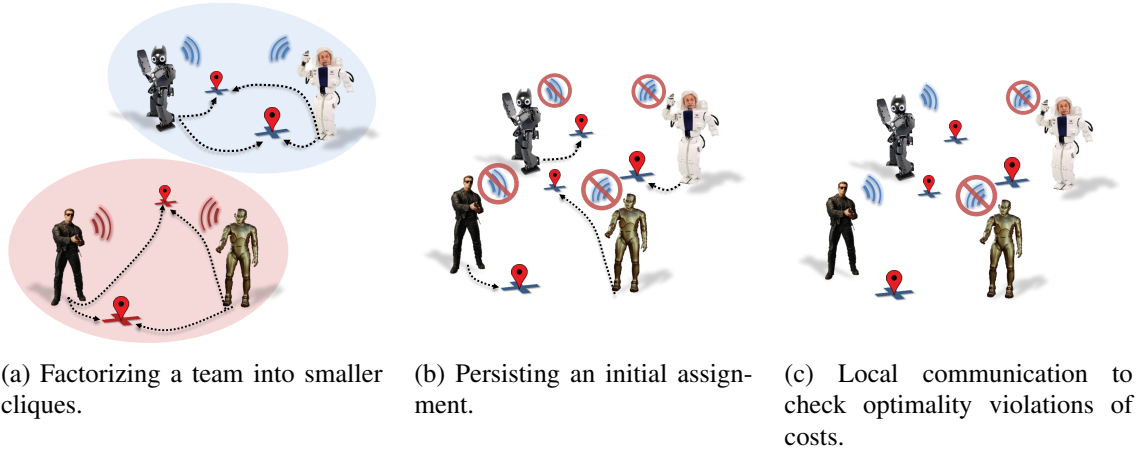 (a) Factorizing a team into smaller
cliques.
(b) Persisting an initial assign-
ment.
(c) Local communication to
check optimality violations of
costs.